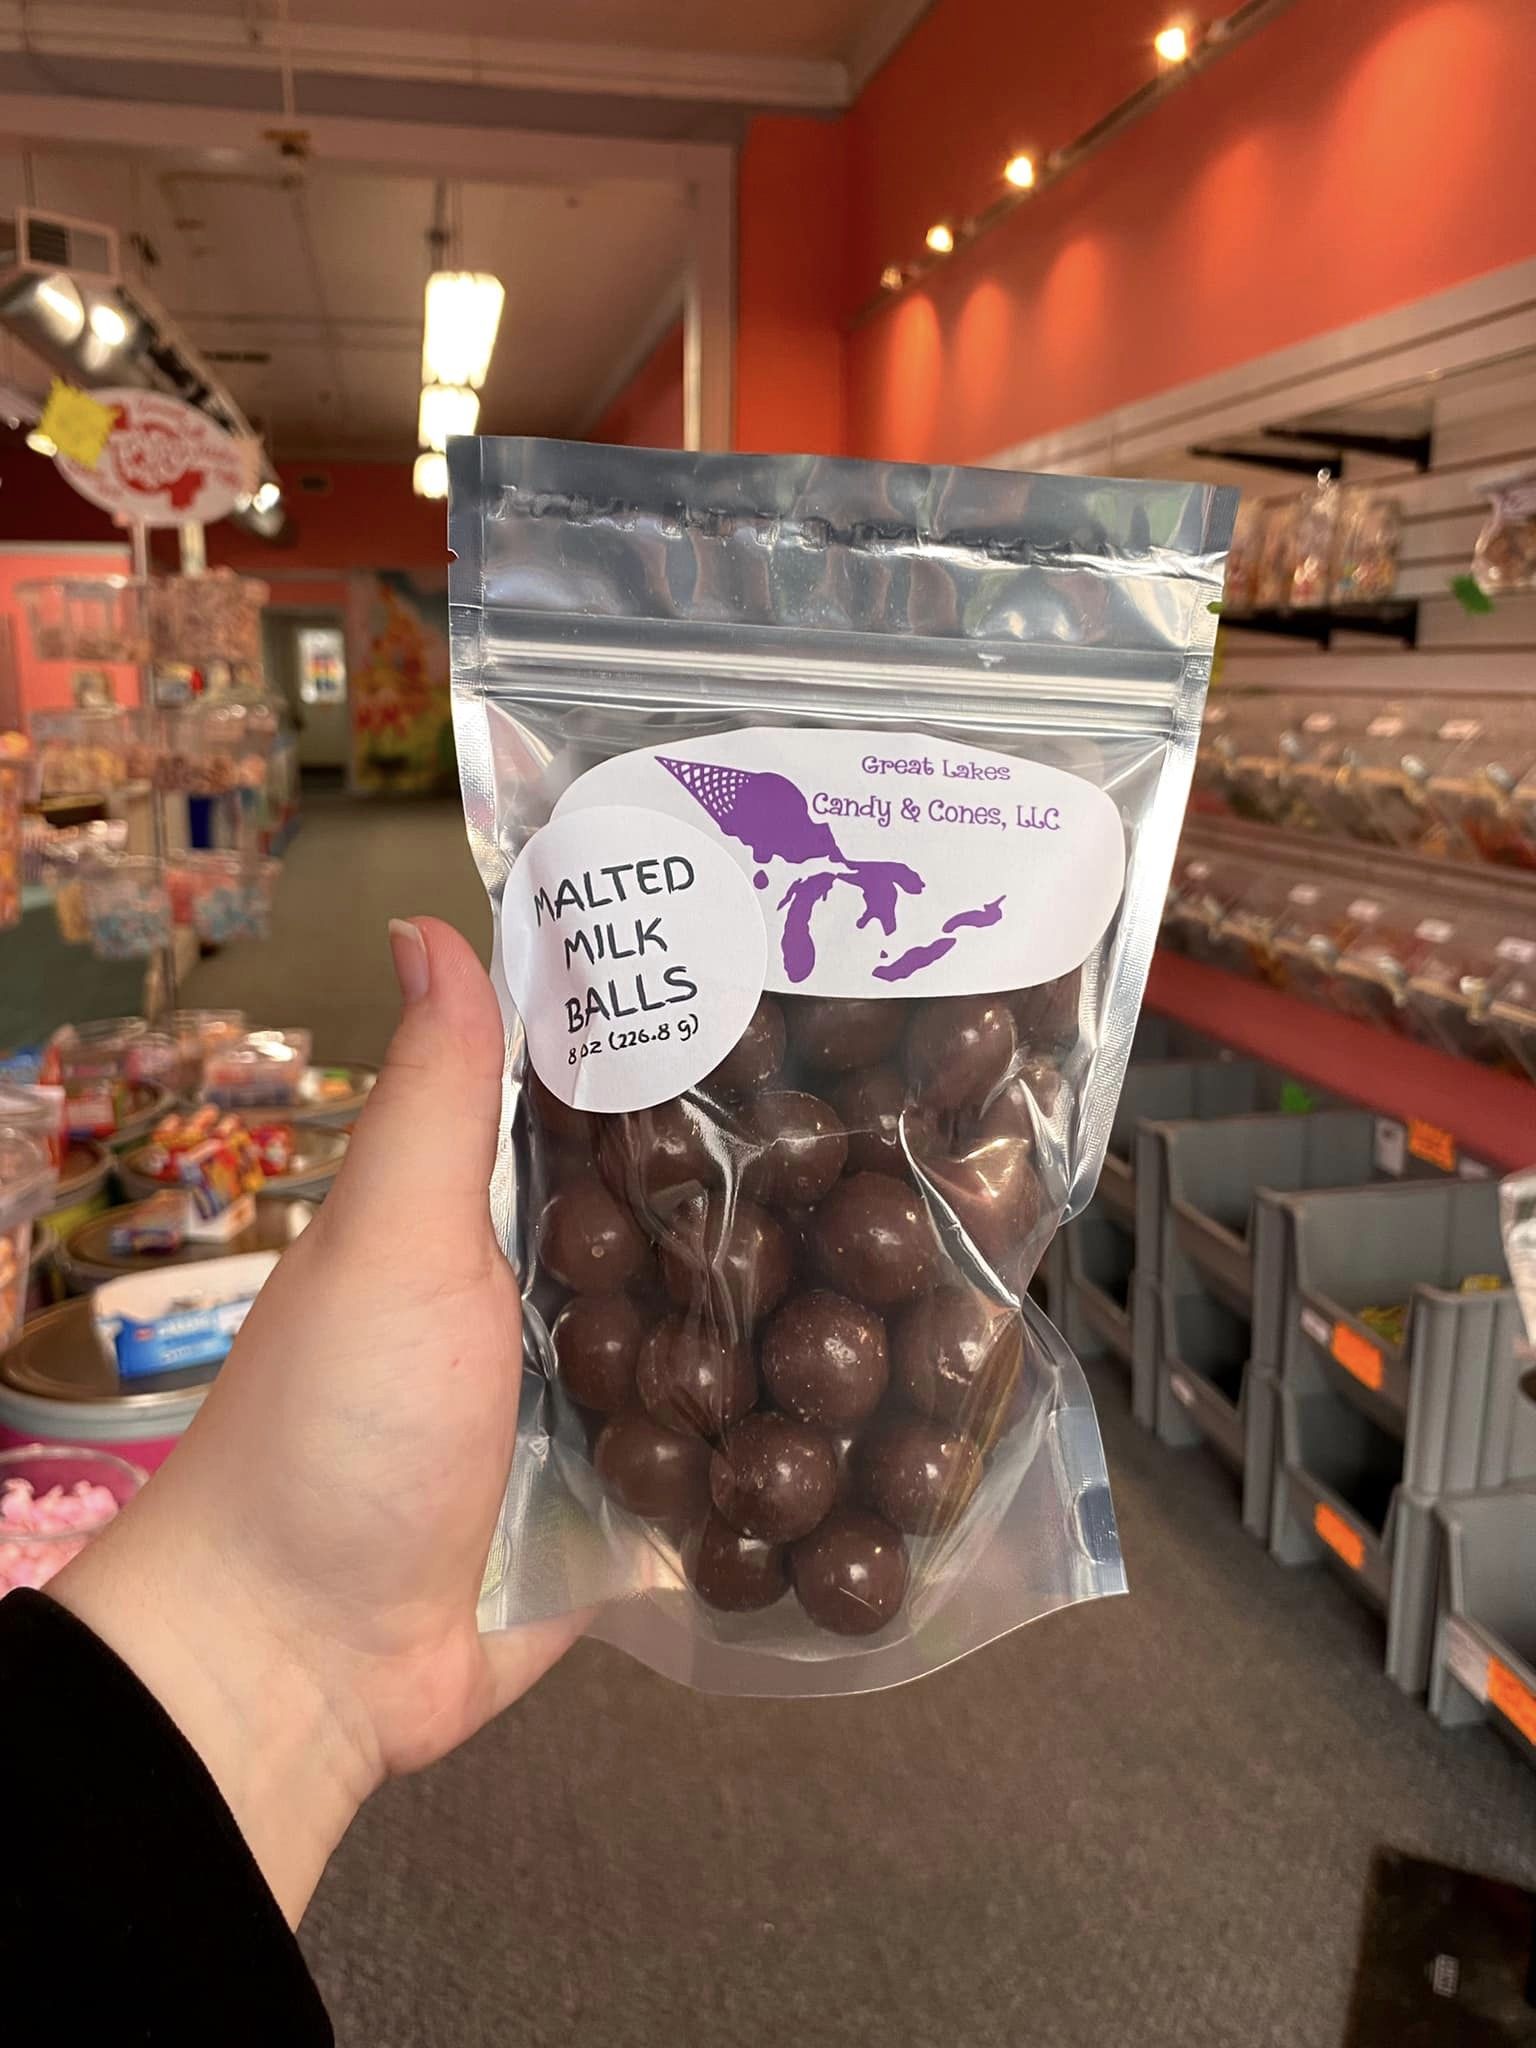 Great Lakes
Candy & Cones, LLC
MALTED
MILK
BALLS
8 oz (226.8 g)